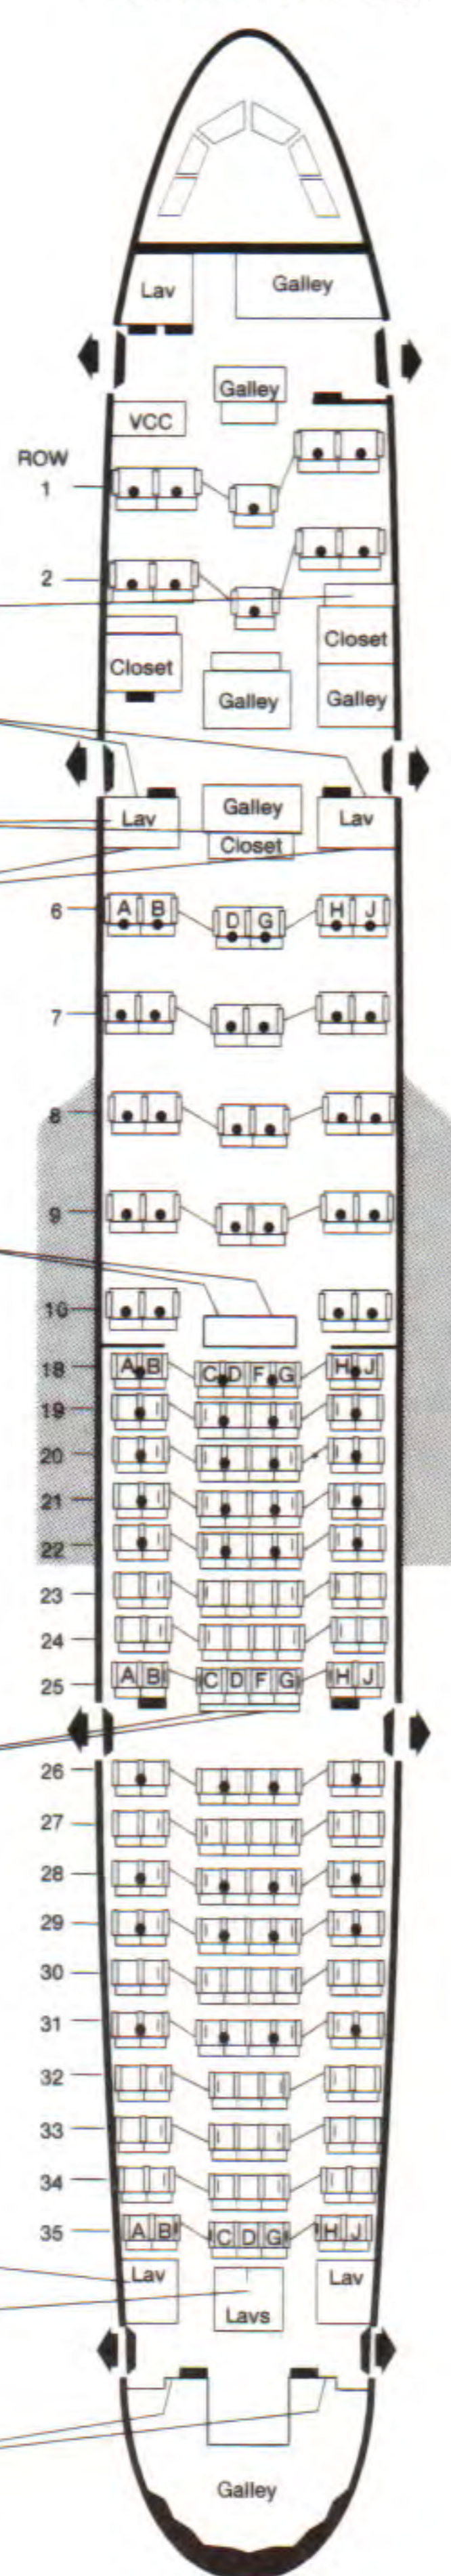 Lav Galley
Galley
VCC
ROW
1
2
Closet
Closet
Galley Galley
Lav Galley Lav
Closet
6 A B D G H J
7
8
9
10
18 A B C D F G H J
19
20
21
22
23
24
25 A B C D F G H J
26
27
28
29
30
31
32
33
34
35 A B C D G H J
Lav Lav
Lavs
Galley